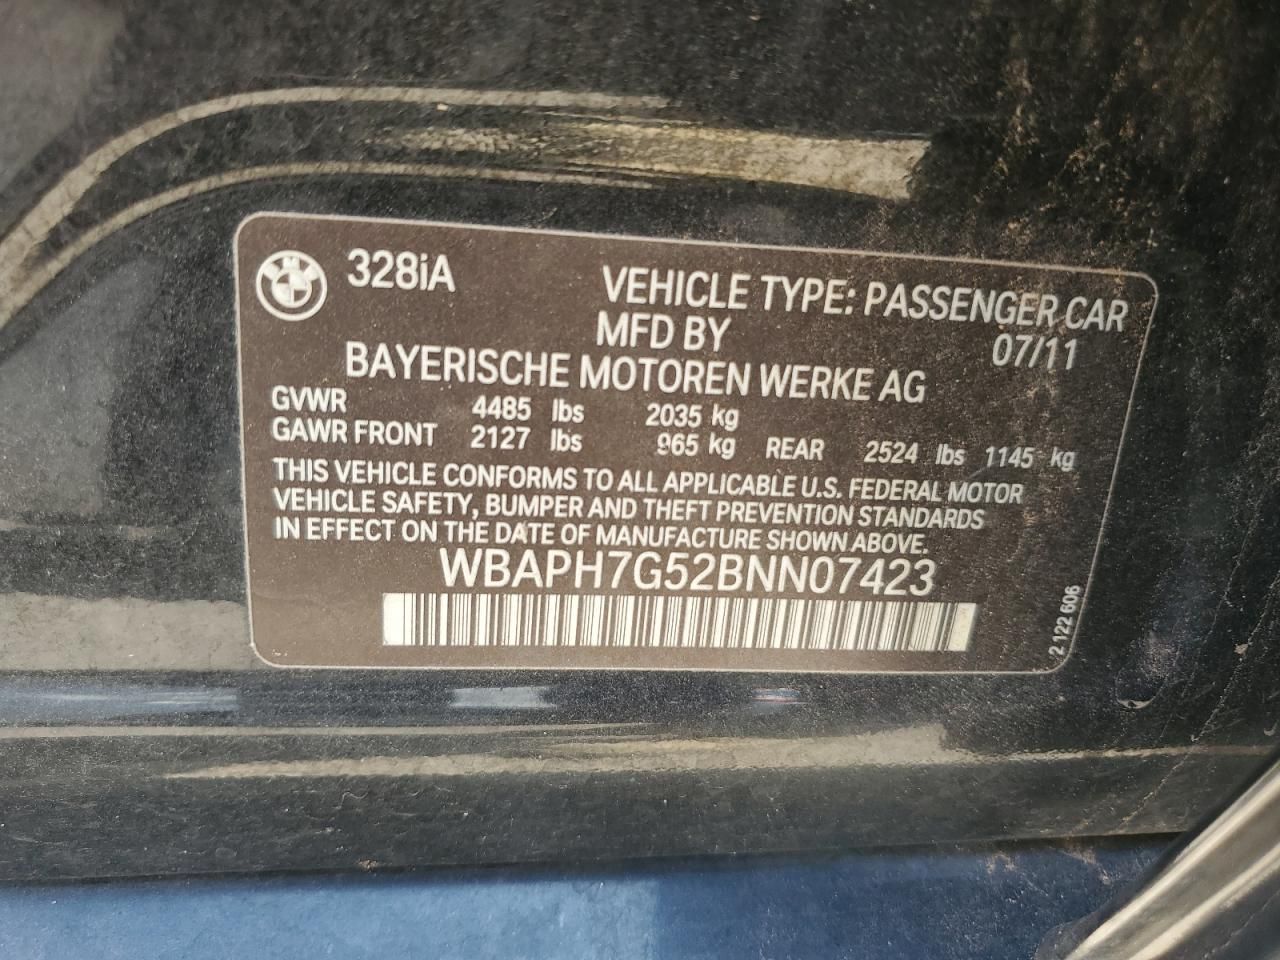 BMW
328iA
VEHICLE TYPE: PASSENGER CAR
MFD BY
07/11
BAYERISCHE MOTOREN WERKE AG
GVWR 4485 lbs 2035 kg
GAWR FRONT 2127 lbs 965 kg REAR 2524 lbs 1145 kg
THIS VEHICLE CONFORMS TO ALL APPLICABLE U.S. FEDERAL MOTOR
VEHICLE SAFETY, BUMPER AND THEFT PREVENTION STANDARDS
IN EFFECT ON THE DATE OF MANUFACTURE SHOWN ABOVE.
WBAPH7G52BNN07423
2 122 606